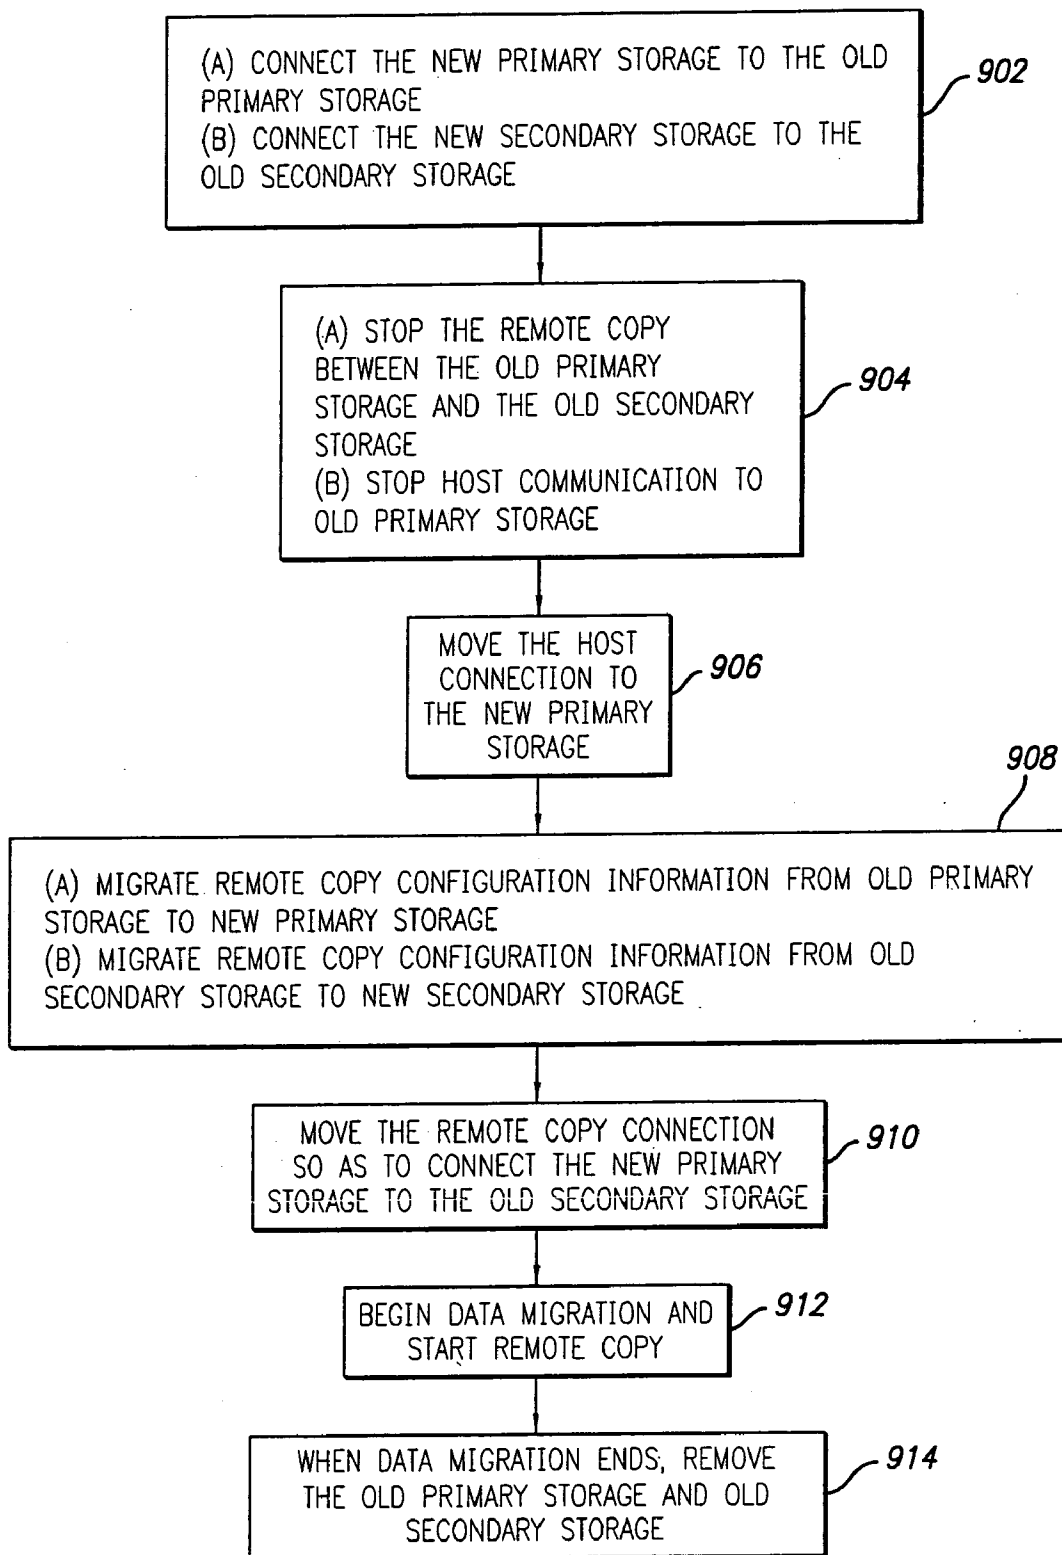 (A) CONNECT THE NEW PRIMARY STORAGE TO THE OLD
PRIMARY STORAGE
(B) CONNECT THE NEW SECONDARY STORAGE TO THE
OLD SECONDARY STORAGE
902
(A) STOP THE REMOTE COPY
BETWEEN THE OLD PRIMARY
STORAGE AND THE OLD SECONDARY
STORAGE
(B) STOP HOST COMMUNICATION TO
OLD PRIMARY STORAGE
904
MOVE THE HOST
CONNECTION TO
THE NEW PRIMARY
STORAGE
906
908
(A) MIGRATE REMOTE COPY CONFIGURATION INFORMATION FROM OLD PRIMARY
STORAGE TO NEW PRIMARY STORAGE
(B) MIGRATE REMOTE COPY CONFIGURATION INFORMATION FROM OLD
SECONDARY STORAGE TO NEW SECONDARY STORAGE
MOVE THE REMOTE COPY CONNECTION
SO AS TO CONNECT THE NEW PRIMARY
STORAGE TO THE OLD SECONDARY STORAGE
910
BEGIN DATA MIGRATION AND
START REMOTE COPY
912
WHEN DATA MIGRATION ENDS, REMOVE
THE OLD PRIMARY STORAGE AND OLD
SECONDARY STORAGE
914